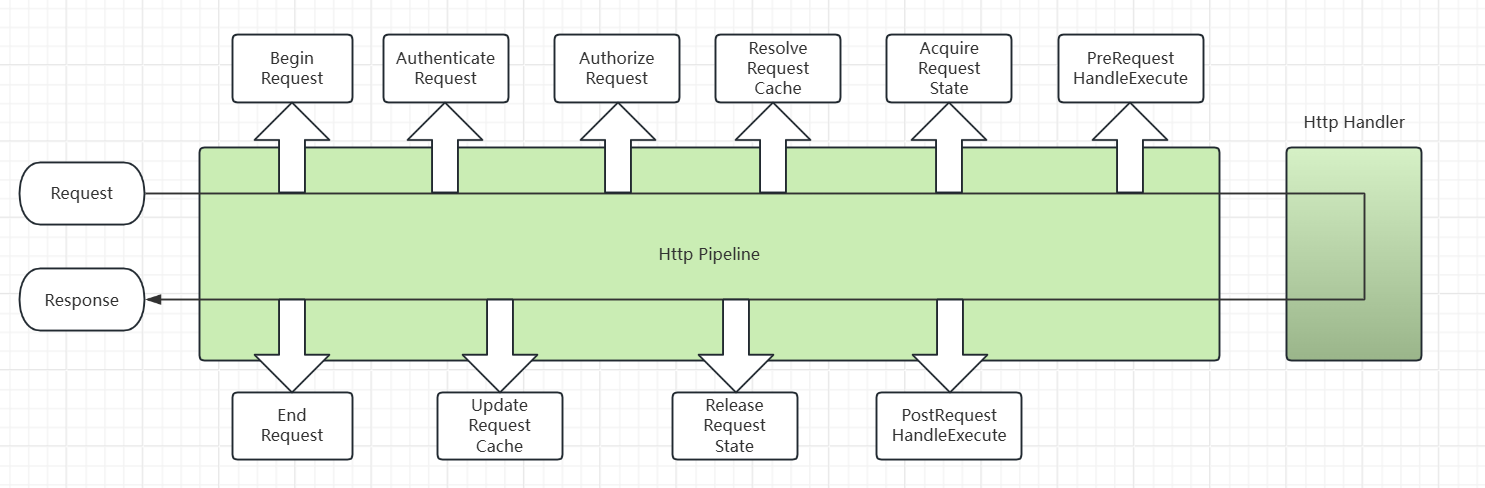 Begin
Request
Authenticate
Request
Authorize
Request
Resolve
Request
Cache
Acquire
Request
State
PreRequest
HandleExecute
Http Handler
Request
Http Pipeline
Response
End
Request
Update
Request
Cache
Release
Request
State
PostRequest
HandleExecute